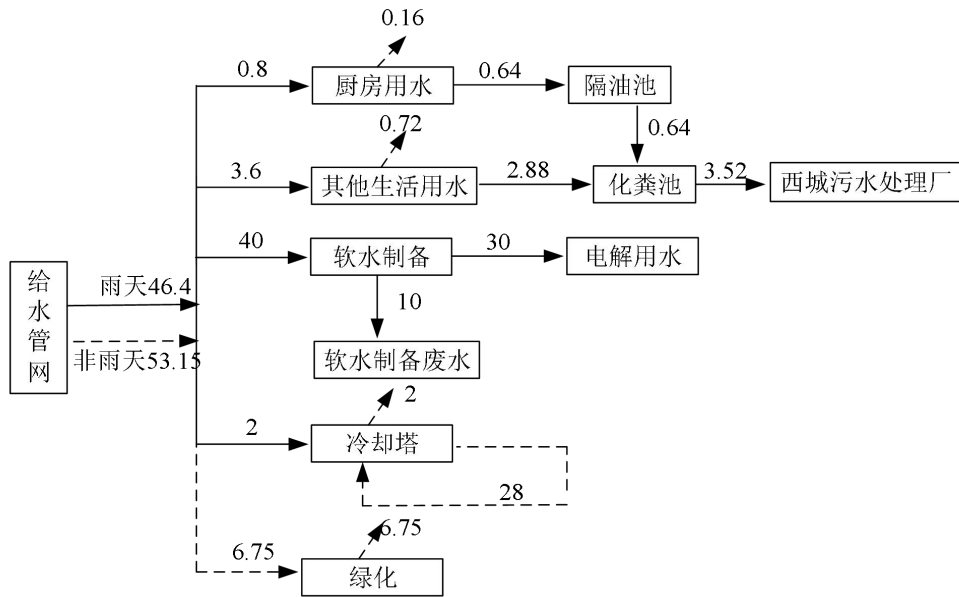 0.16
0.8
厨房用水
0.64
隔油池
0.72
0.64
3.6
其他生活用水
2.88
化粪池
3.52
西城污水处理厂
40
软水制备
30
电解用水
给水管网
雨天46.4
10
非雨天53.15
软水制备废水
2
2
冷却塔
28
6.75
6.75
绿化